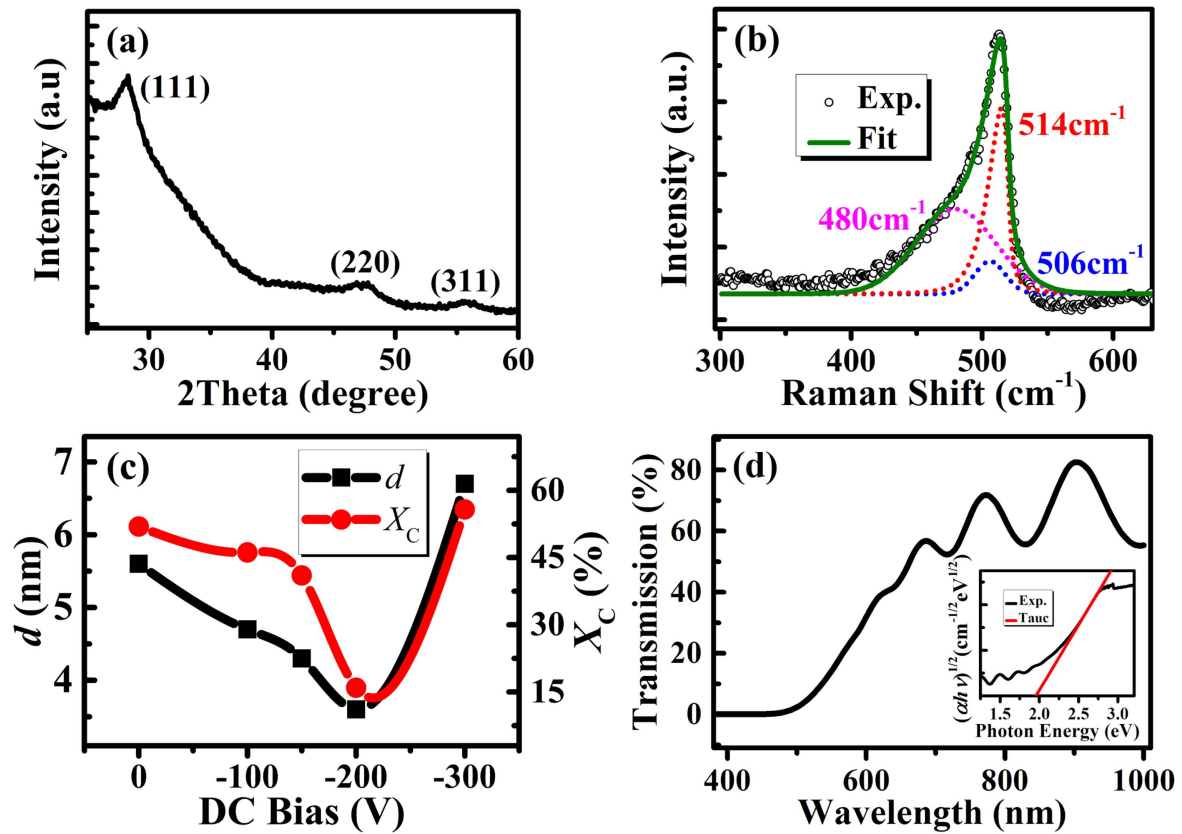 (a)
(111)
(220)
(311)
Intensity (a.u)
30 40 50 60
2Theta (degree)
(b)
Exp.
Fit
514cm⁻¹
480cm⁻¹
506cm⁻¹
Intensity (a.u.)
300 400 500 600
Raman Shift (cm⁻¹)
(c)
d
X_C
7
6
5
4
d (nm)
60
45
30
15
X_C (%)
0 -100 -200 -300
DC Bias (V)
(d)
80
60
40
20
0
Transmission (%)
400 500 600 700 800 900 1000
Wavelength (nm)
Exp.
Tauc
(αhν)^1/2(cm^-1/2eV^1/2)
1.5 2.0 2.5 3.0
Photon Energy (eV)